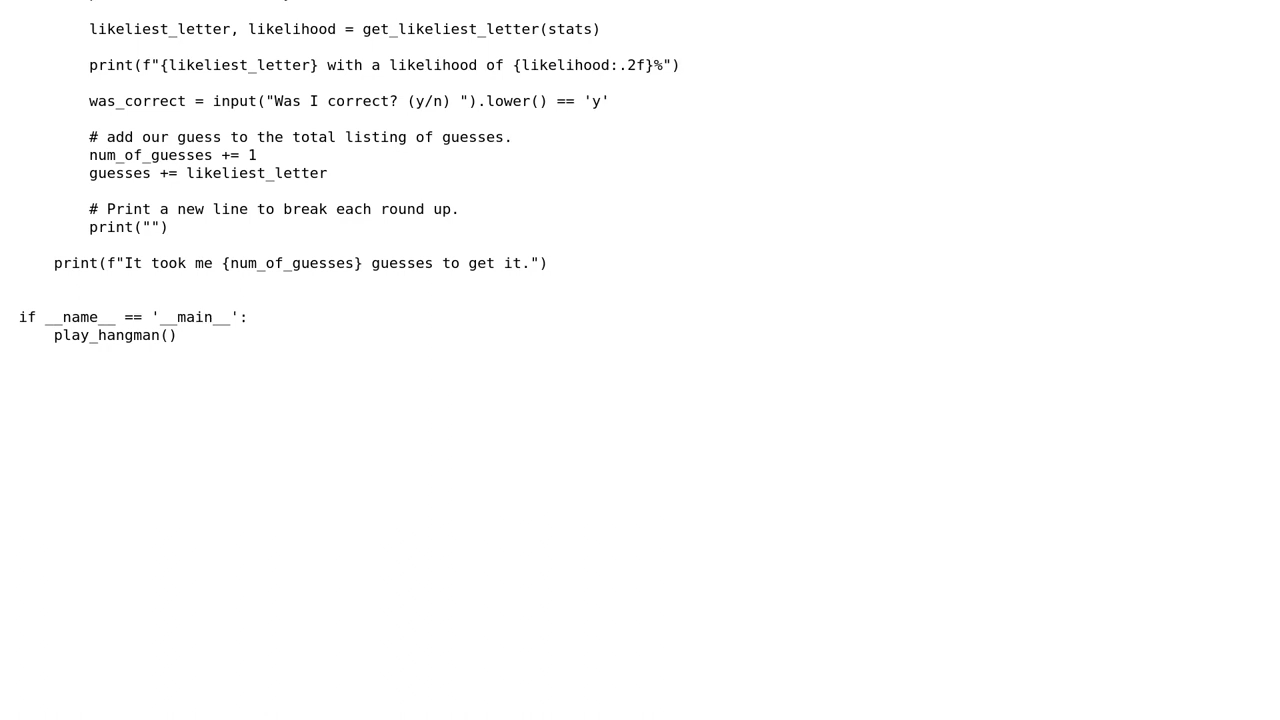 likeliest_letter, likelihood = get_likeliest_letter(stats)
print(f"{likeliest_letter} with a likelihood of {likelihood:.2f}%")
was_correct = input("Was I correct? (y/n) ").lower() == 'y'
# add our guess to the total listing of guesses.
num_of_guesses += 1
guesses += likeliest_letter
# Print a new line to break each round up.
print("")
print(f"It took me {num_of_guesses} guesses to get it.")
if __name__ == '__main__':
play_hangman()